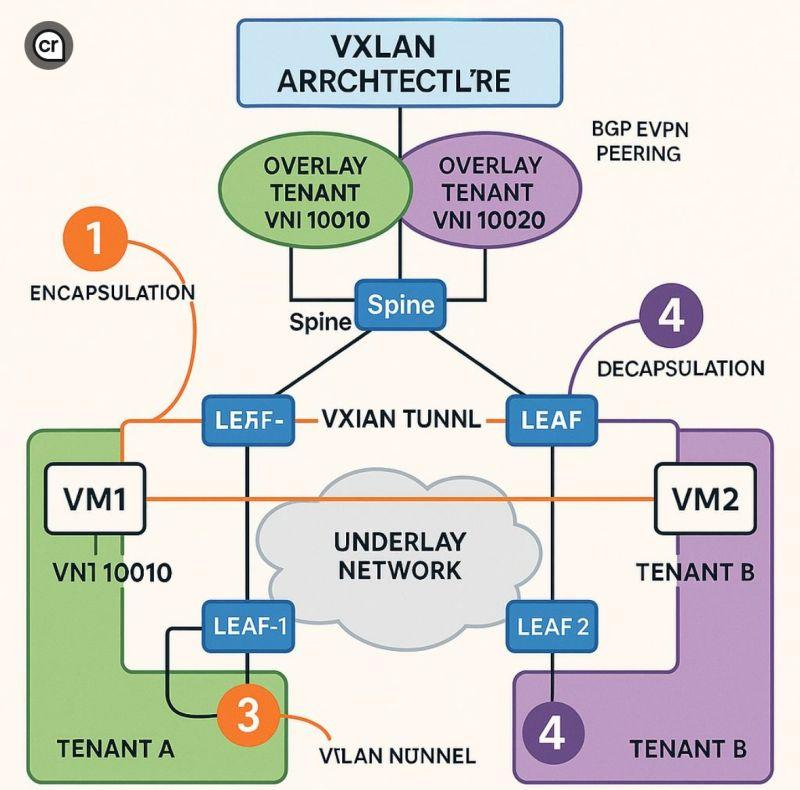 cr
VXLAN
ARRCHTECTL'RE
BGP EVPN
PEERING
OVERLAY
TENANT
VNI 10010
OVERLAY
TENANT
VNI 10020
1
ENCAPSULATION
Spine
Spine
4
DECAPSULATION
LEAF-
VXIAN TUNNL
LEAF
VM1
VM2
UNDERLAY
NETWORK
VN1 10010
TENANT B
LEAF-1
LEAF 2
3
4
TENANT A
VILAN NUNNEL
TENANT B